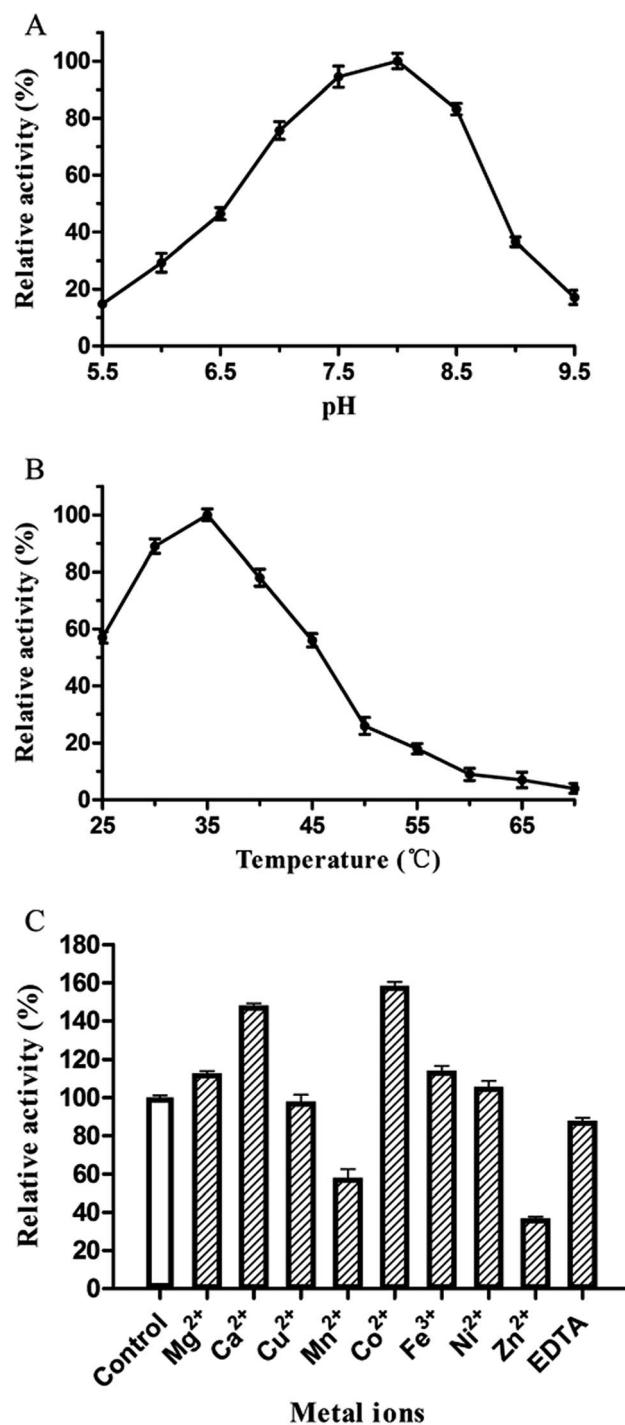 A
Relative activity (%)
100
80
60
40
20
0
5.5 6.5 7.5 8.5 9.5
pH
B
Relative activity (%)
100
80
60
40
20
0
25 35 45 55 65
Temperature (℃)
C
Relative activity (%)
180
160
140
120
100
80
60
40
20
0
Control Mg²⁺ Ca²⁺ Cu²⁺ Mn²⁺ Co²⁺ Fe³⁺ Ni²⁺ Zn²⁺ EDTA
Metal ions